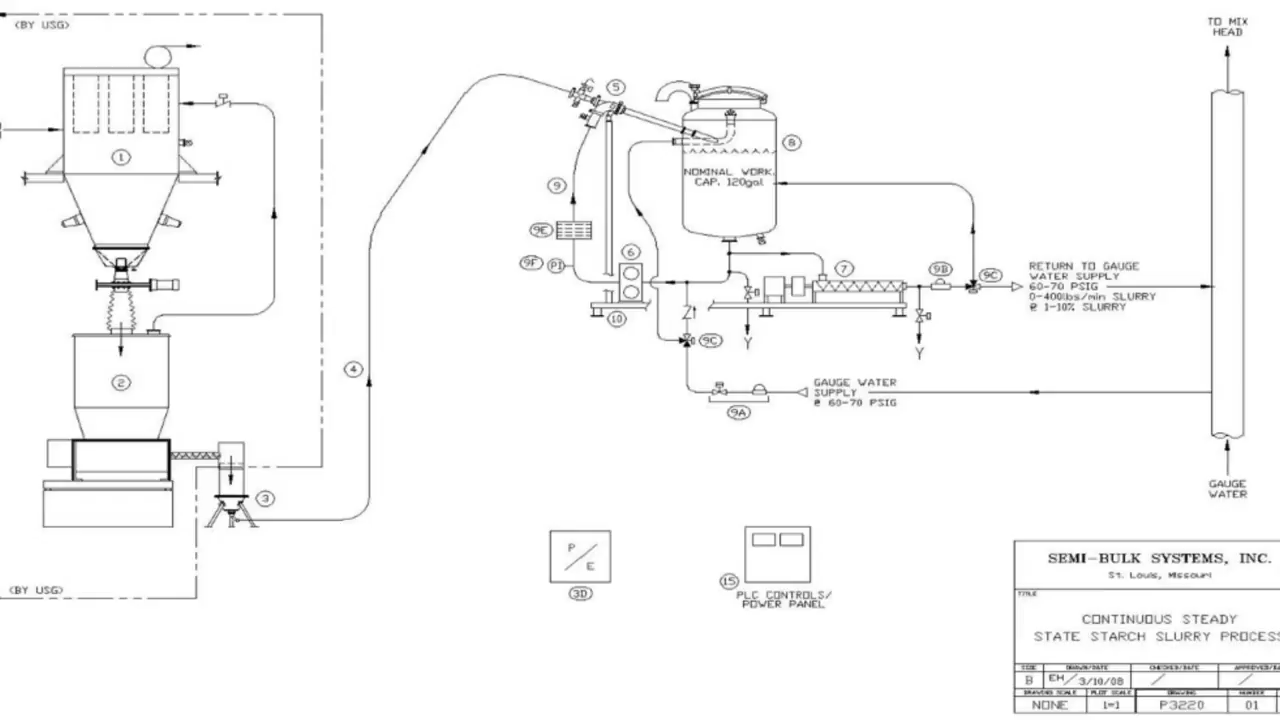 (BY USG)
TO MIX
HEAD
1
5
8
NOMINAL WORK.
CAP. 120gal
9
9E
9F
PI
6
7
9B
9C
RETURN TO GAUGE
WATER SUPPLY
60-70 PSIG
0-400lbs/min SLURRY
@ 1-10% SLURRY
10
9C
2
4
GAUGE WATER
SUPPLY
@ 60-70 PSIG
9A
3
GAUGE
WATER
P/E
3D
15
PLC CONTROLS/
POWER PANEL
(BY USG)
SEMI-BULK SYSTEMS, INC.
St. Louis, Missouri
TITLE
CONTINUOUS STEADY
STATE STARCH SLURRY PROCESS
SIZE DRAWN/DATE CHECKED/DATE APPROVED/DA
B EH/3/10/08 / /
DRAWING SCALE PLOT SCALE DRAWING NUMBER
NONE 1=1 P3220 01